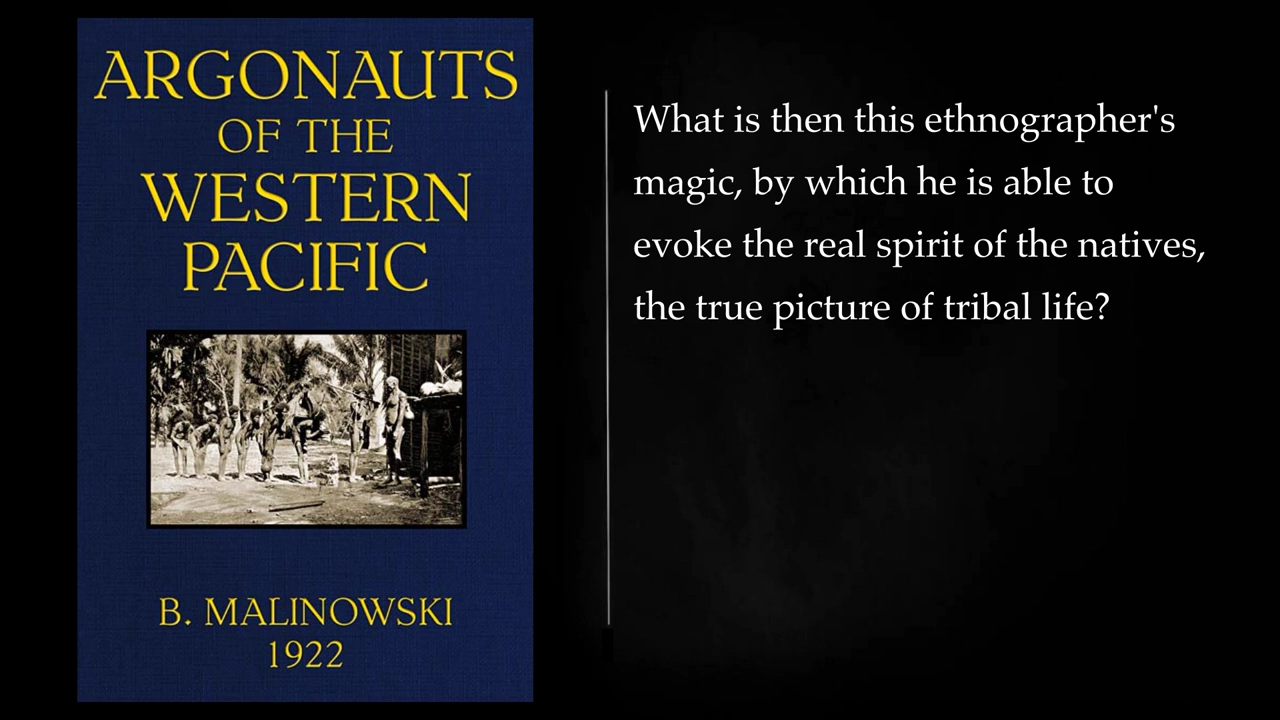 ARGONAUTS
OF THE
WESTERN
PACIFIC
B. MALINOWSKI
1922
What is then this ethnographer's
magic, by which he is able to
evoke the real spirit of the natives,
the true picture of tribal life?